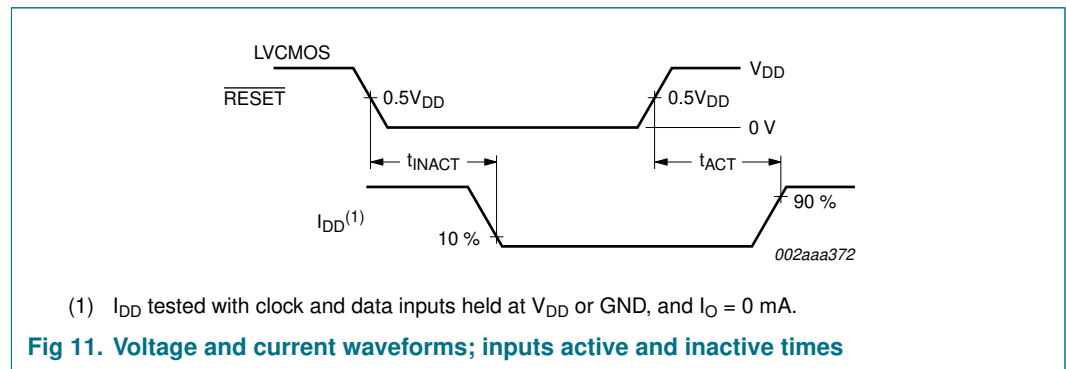 LVCMOS
RESET
0.5VDD
0.5VDD
VDD
0 V
tINACT
tACT
IDD(1)
10 %
90 %
002aaa372
(1) IDD tested with clock and data inputs held at VDD or GND, and IO = 0 mA.
Fig 11. Voltage and current waveforms; inputs active and inactive times